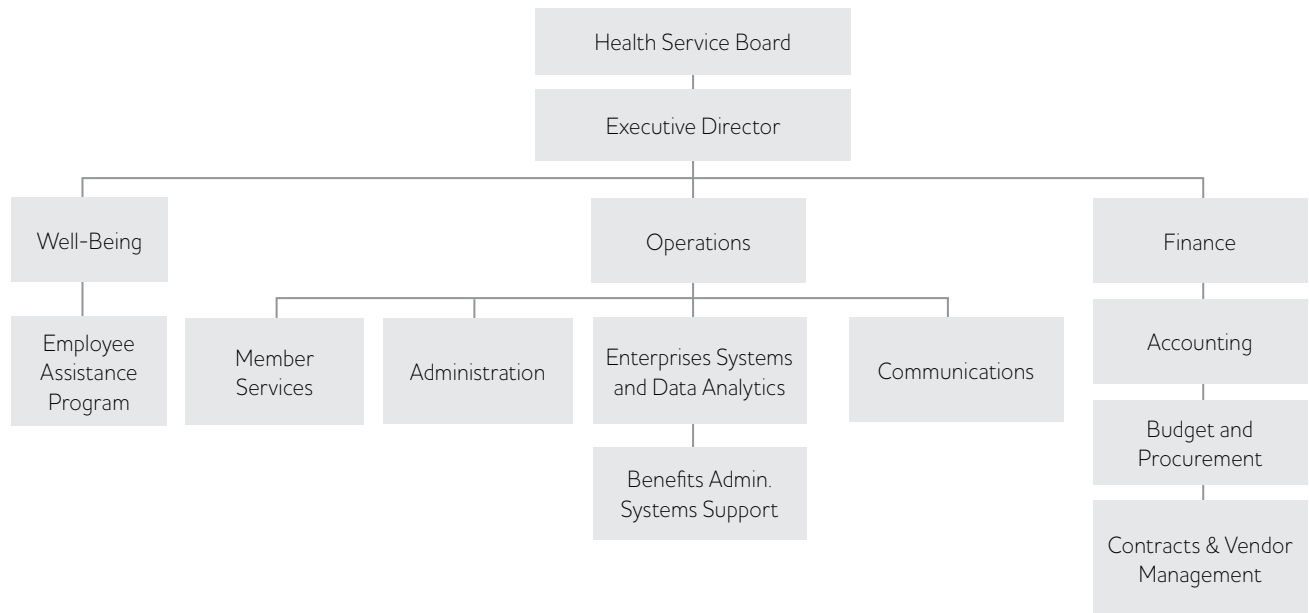 Health Service Board
Executive Director
Well-Being
Operations
Finance
Employee
Assistance
Program
Member
Services
Administration
Enterprises Systems
and Data Analytics
Communications
Accounting
Budget and
Procurement
Benefits Admin.
Systems Support
Contracts & Vendor
Management